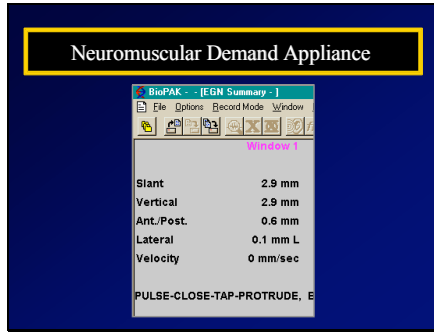 Neuromuscular Demand Appliance
BioPAK - - [EGN Summary - ]
File Options Record Mode Window
Window 1
Slant 2.9 mm
Vertical 2.9 mm
Ant./Post. 0.6 mm
Lateral 0.1 mm L
Velocity 0 mm/sec
PULSE-CLOSE-TAP-PROTRUDE, E